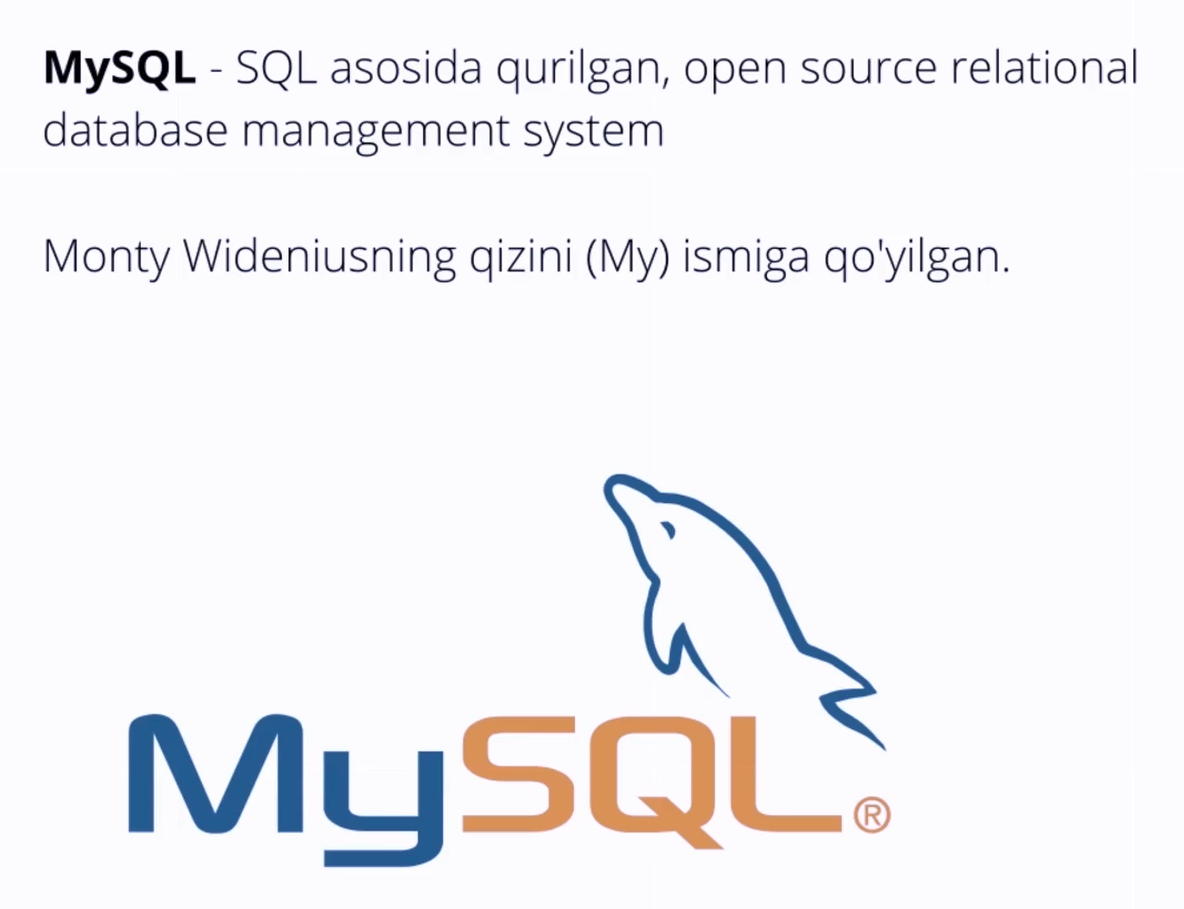 MySQL - SQL asosida qurilgan, open source relational
database management system
Monty Wideniusning qizini (My) ismiga qo'yilgan.
MySQL®